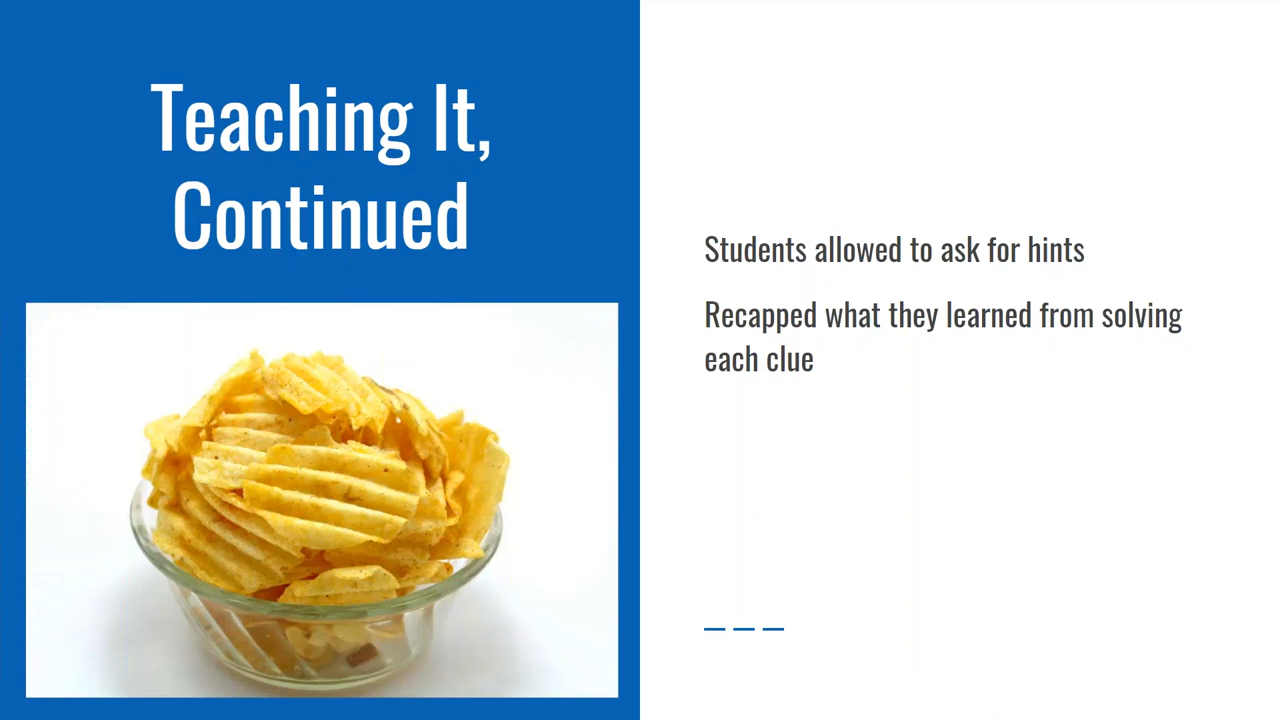 Teaching It,
Continued
Students allowed to ask for hints
Recapped what they learned from solving
each clue